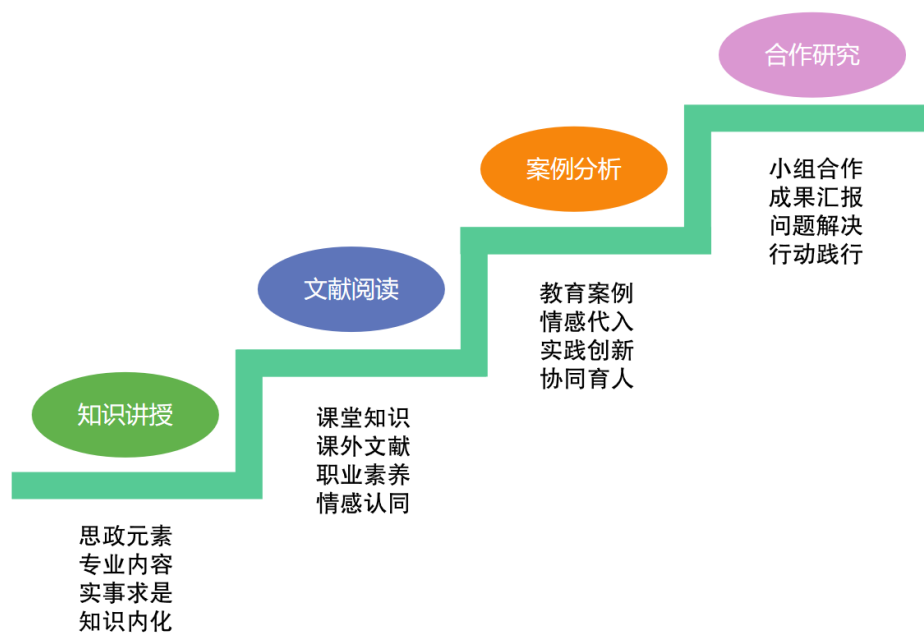 知识讲授
思政元素
专业内容
实事求是
知识内化
文献阅读
课堂知识
课外文献
职业素养
情感认同
案例分析
教育案例
情感代入
实践创新
协同育人
合作研究
小组合作
成果汇报
问题解决
行动践行